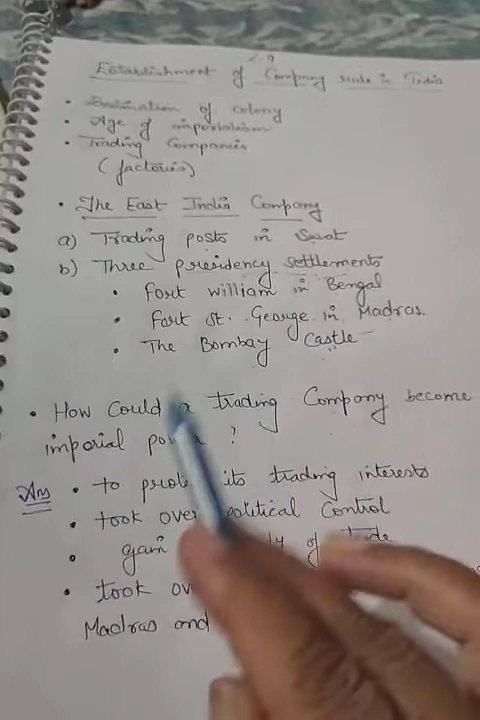 L-9
Establishment of Company rule in India
• of colony
• Age of imperialism
• Trading Companies
(factories)
• The East India Company
a) Trading posts in Surat
b) Three presidency settlements
• Fort william in Bengal
• Fort St. George in Madras.
• The Bombay Castle
• How Could a trading Company become
imperial power ?
Ans • to its trading interests
• took over political Control
• gain of trade
• took
Madras and